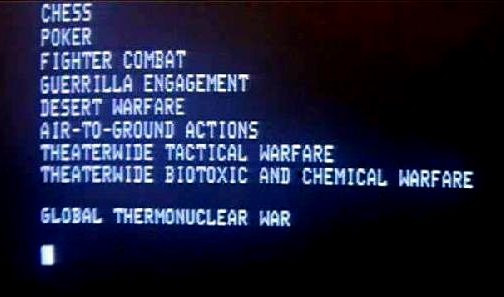 CHESS
POKER
FIGHTER COMBAT
GUERRILLA ENGAGEMENT
DESERT WARFARE
AIR-TO-GROUND ACTIONS
THEATERWIDE TACTICAL WARFARE
THEATERWIDE BIOTOXIC AND CHEMICAL WARFARE
GLOBAL THERMONUCLEAR WAR